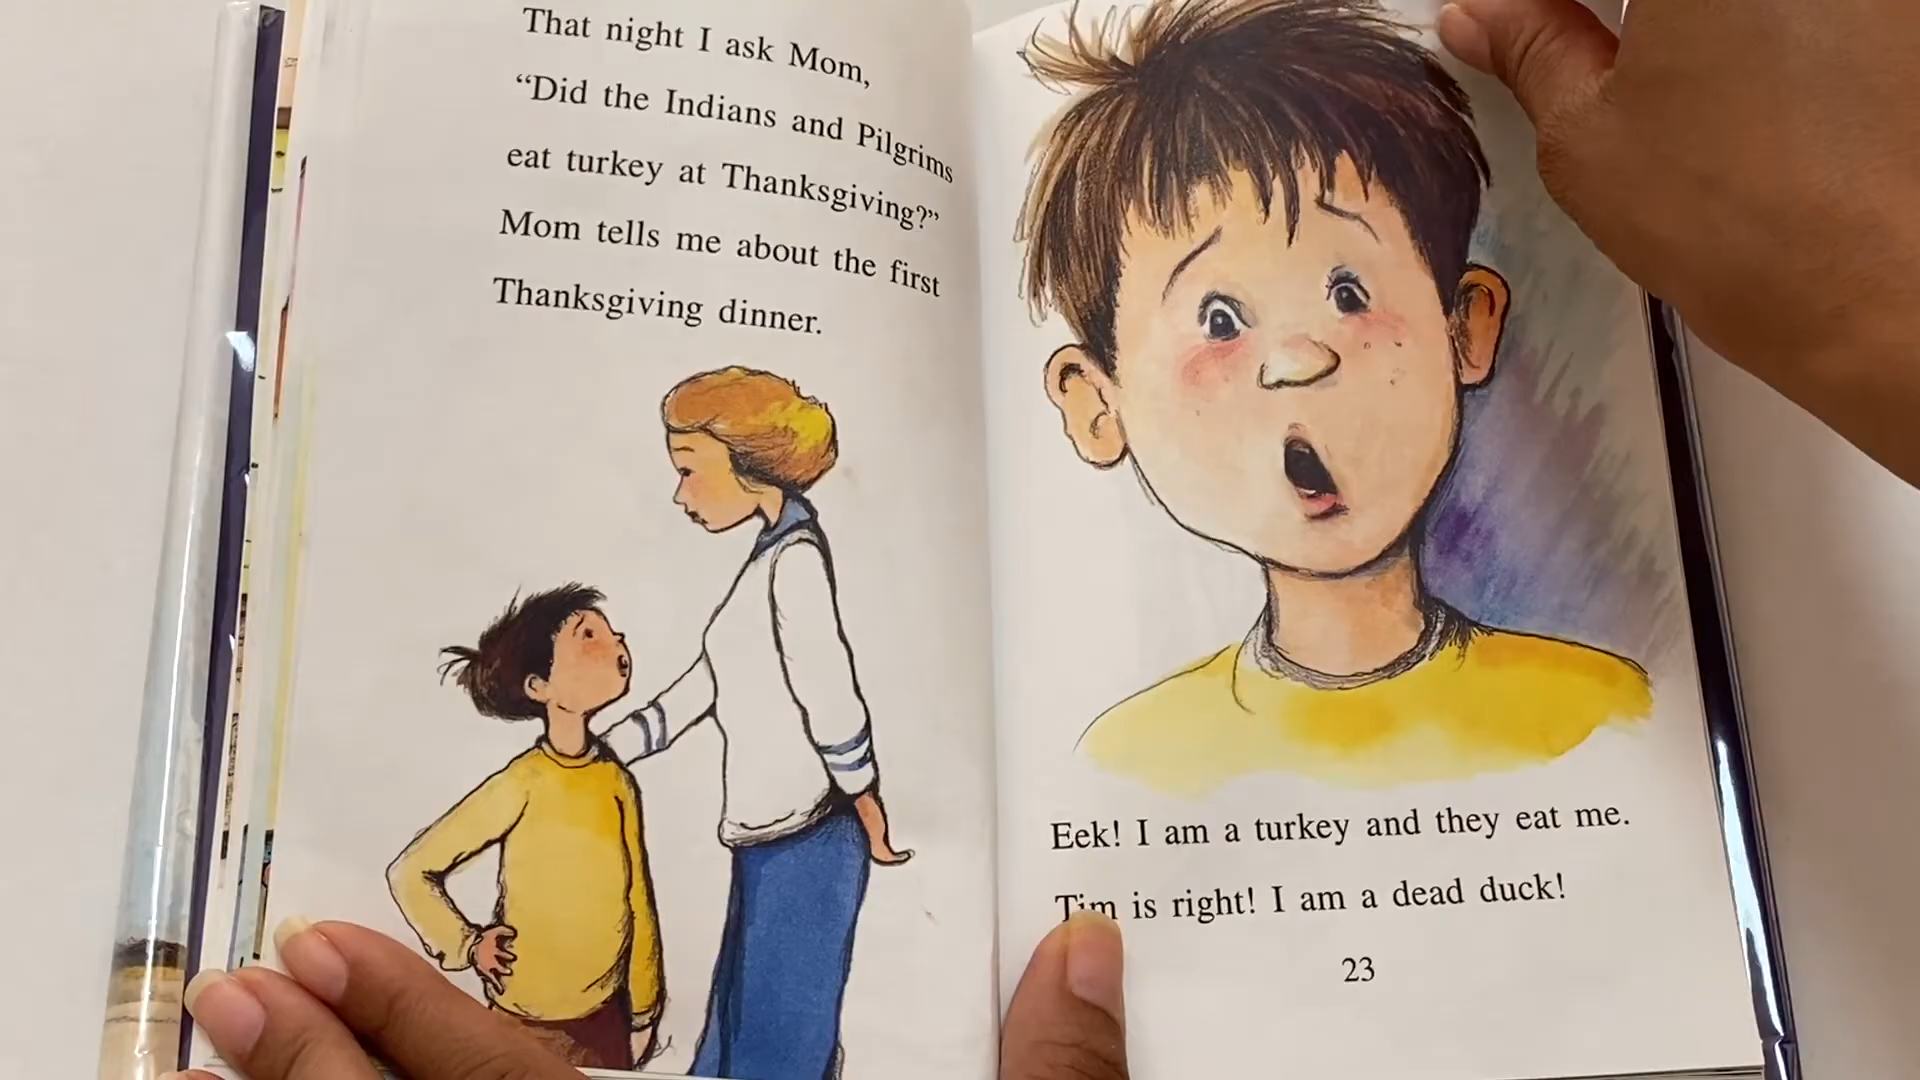 That night I ask Mom,
“Did the Indians and Pilgrims
eat turkey at Thanksgiving?”
Mom tells me about the first
Thanksgiving dinner.
Eek! I am a turkey and they eat me.
Tim is right! I am a dead duck!
23